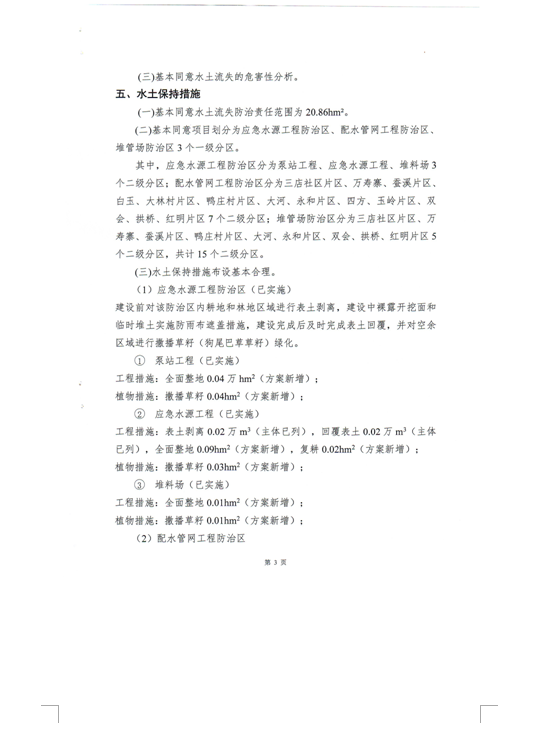 (三)基本同意水土流失的危害性分析。
五、水土保持措施
(一)基本同意水土流失防治责任范围为 20.86hm²。
(二)基本同意项目划分为应急水源工程防治区、配水管网工程防治区、
堆管场防治区 3 个一级分区。
其中，应急水源工程防治区分为泵站工程、应急水源工程、堆料场 3
个二级分区；配水管网工程防治区分为三店社区片区、万寿寨、蚕溪片区、
白玉、大林村片区、鸭庄村片区、大河、永和片区、四方、玉岭片区、双
会、拱桥、红明片区 7 个二级分区；堆管场防治区分为三店社区片区、万
寿寨、蚕溪片区、鸭庄村片区、大河、永和片区、双会、拱桥、红明片区 5
个二级分区，共计 15 个二级分区。
(三)水土保持措施布设基本合理。
（1）应急水源工程防治区（已实施）
建设前对该防治区内耕地和林地区域进行表土剥离，建设中裸露开挖面和
临时堆土实施防雨布遮盖措施，建设完成后及时完成表土回覆，并对空余
区域进行撒播草籽（狗尾巴草草籽）绿化。
① 泵站工程（已实施）
工程措施：全面整地 0.04 万 hm²（方案新增）；
植物措施：撒播草籽 0.04hm²（方案新增）；
② 应急水源工程（已实施）
工程措施：表土剥离 0.02 万 m³（主体已列），回覆表土 0.02 万 m³（主体
已列），全面整地 0.09hm²（方案新增），复耕 0.02hm²（方案新增）；
植物措施：撒播草籽 0.03hm²（方案新增）；
③ 堆料场（已实施）
工程措施：全面整地 0.01hm²（方案新增）；
植物措施：撒播草籽 0.01hm²（方案新增）；
（2）配水管网工程防治区
第 3 页